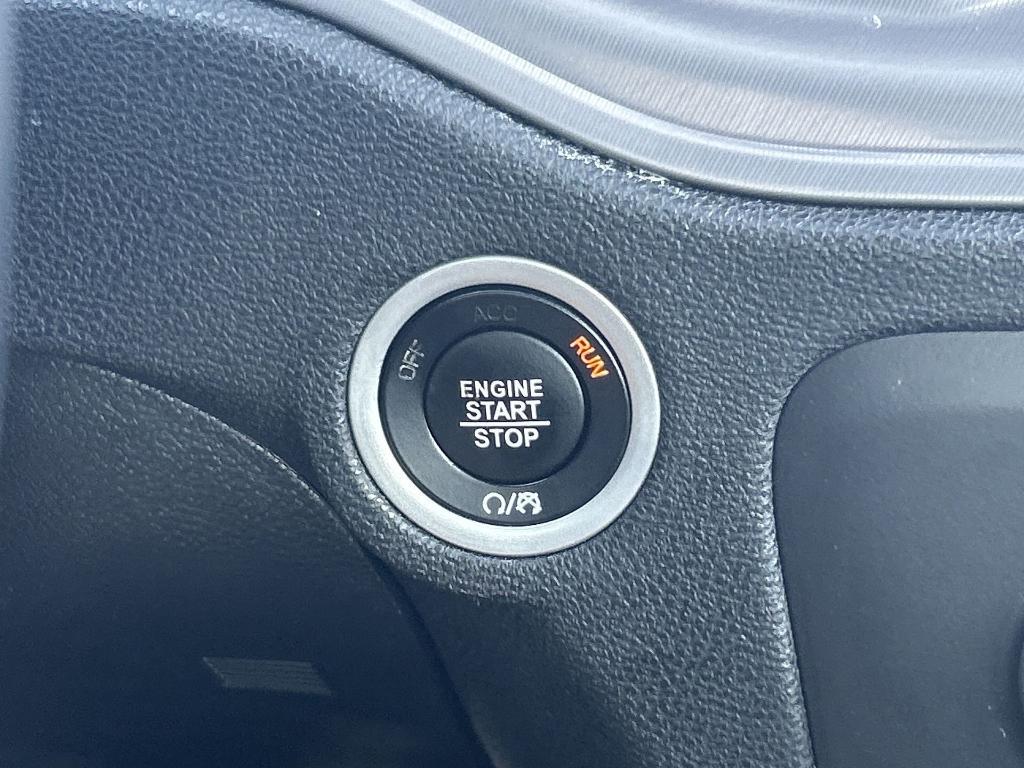 ACC
OFF
RUN
ENGINE
START
STOP